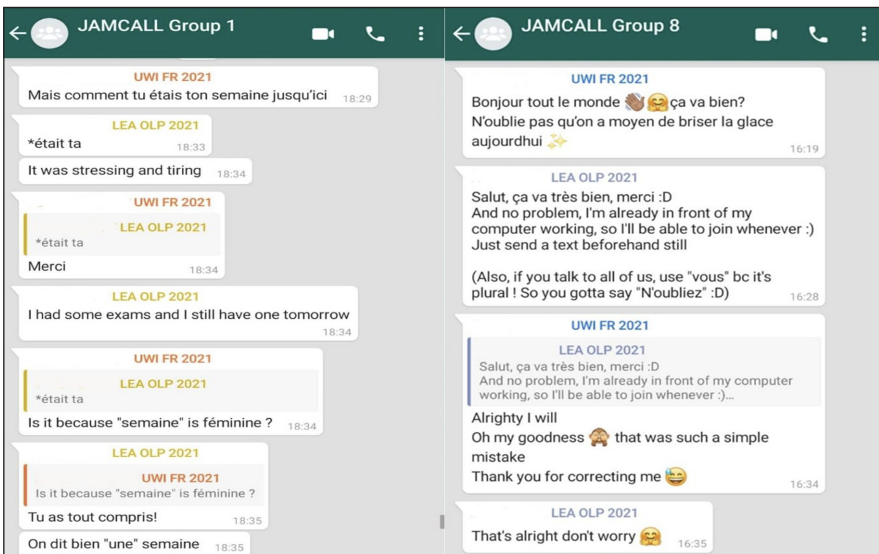 JAMCALL Group 1
UWI FR 2021
Mais comment tu étais ton semaine jusqu'ici 18:29
LEA OLP 2021
*était ta 18:33
It was stressing and tiring 18:34
UWI FR 2021
LEA OLP 2021
*était ta
Merci 18:34
LEA OLP 2021
I had some exams and I still have one tomorrow
18:34
UWI FR 2021
LEA OLP 2021
*était ta
Is it because "semaine" is féminine ? 18:34
LEA OLP 2021
UWI FR 2021
Is it because "semaine" is féminine ?
Tu as tout compris! 18:35
On dit bien "une" semaine 18:35
JAMCALL Group 8
UWI FR 2021
Bonjour tout le monde 👋🏾🤗 ça va bien?
N'oublie pas qu'on a moyen de briser la glace
aujourdhui ✨
16:19
LEA OLP 2021
Salut, ça va très bien, merci :D
And no problem, I'm already in front of my
computer working, so I'll be able to join whenever :)
Just send a text beforehand still
(Also, if you talk to all of us, use "vous" bc it's
plural ! So you gotta say "N'oubliez" :D) 16:28
UWI FR 2021
LEA OLP 2021
Salut, ça va très bien, merci :D
And no problem, I'm already in front of my computer
working, so I'll be able to join whenever :)...
Alrighty I will
Oh my goodness 🙈 that was such a simple
mistake
Thank you for correcting me 😅
16:34
LEA OLP 2021
That's alright don't worry 🤗 16:35